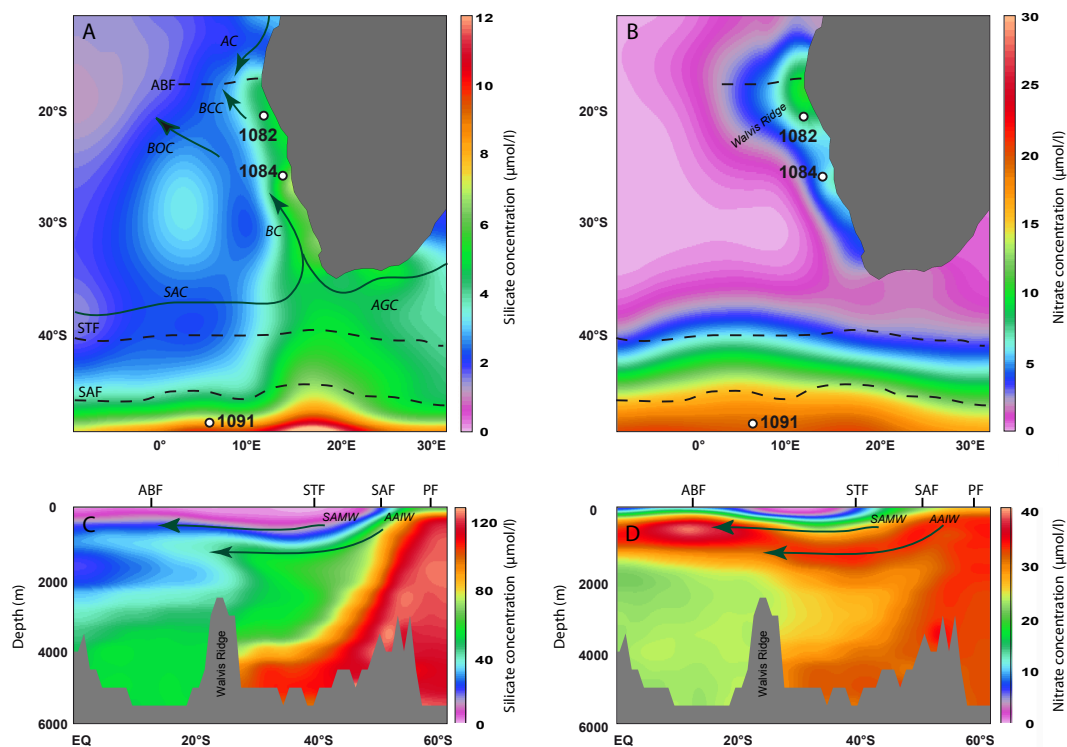 A
AC
ABF
BCC
1082
BOC
1084
BC
SAC
AGC
STF
SAF
1091
20°S
30°S
40°S
0°
10°E
20°E
30°E
12
10
8
6
4
2
0
Silicate concentration (µmol/l)
B
Walvis Ridge
1082
1084
1091
20°S
30°S
40°S
0°
10°E
20°E
30°E
30
25
20
15
10
5
0
Nitrate concentration (µmol/l)
ABF
STF
SAF
PF
C
SAMW
AAIW
Walvis Ridge
0
2000
4000
6000
Depth (m)
EQ
20°S
40°S
60°S
120
80
40
0
Silicate concentration (µmol/l)
ABF
STF
SAF
PF
D
SAMW
AAIW
Walvis Ridge
0
2000
4000
6000
Depth (m)
EQ
20°S
40°S
60°S
40
30
20
10
0
Nitrate concentration (µmol/l)